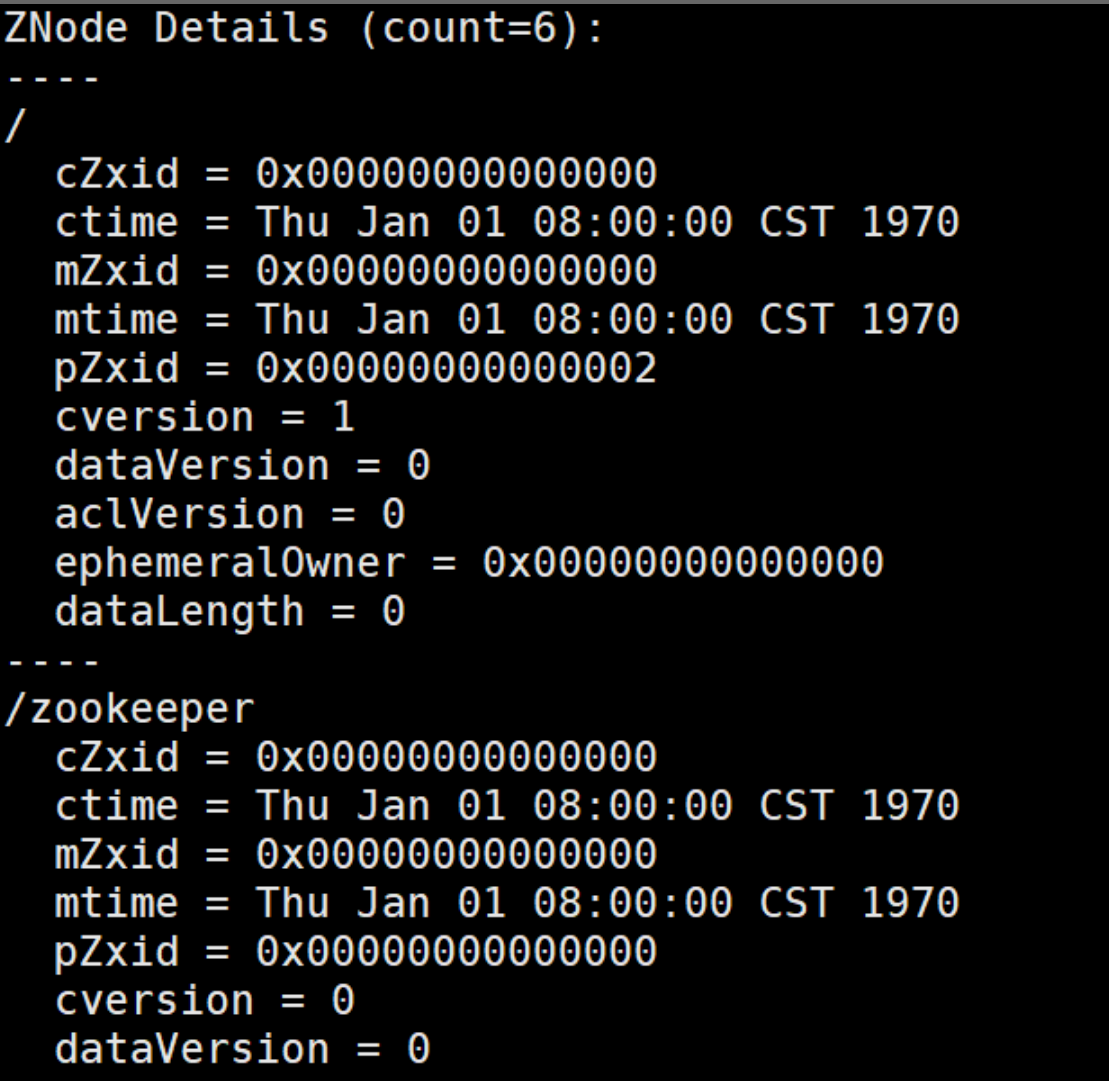 ZNode Details (count=6):
----
/
  cZxid = 0x00000000000000
  ctime = Thu Jan 01 08:00:00 CST 1970
  mZxid = 0x00000000000000
  mtime = Thu Jan 01 08:00:00 CST 1970
  pZxid = 0x00000000000002
  cversion = 1
  dataVersion = 0
  aclVersion = 0
  ephemeralOwner = 0x00000000000000
  dataLength = 0
----
/zookeeper
  cZxid = 0x00000000000000
  ctime = Thu Jan 01 08:00:00 CST 1970
  mZxid = 0x00000000000000
  mtime = Thu Jan 01 08:00:00 CST 1970
  pZxid = 0x00000000000000
  cversion = 0
  dataVersion = 0